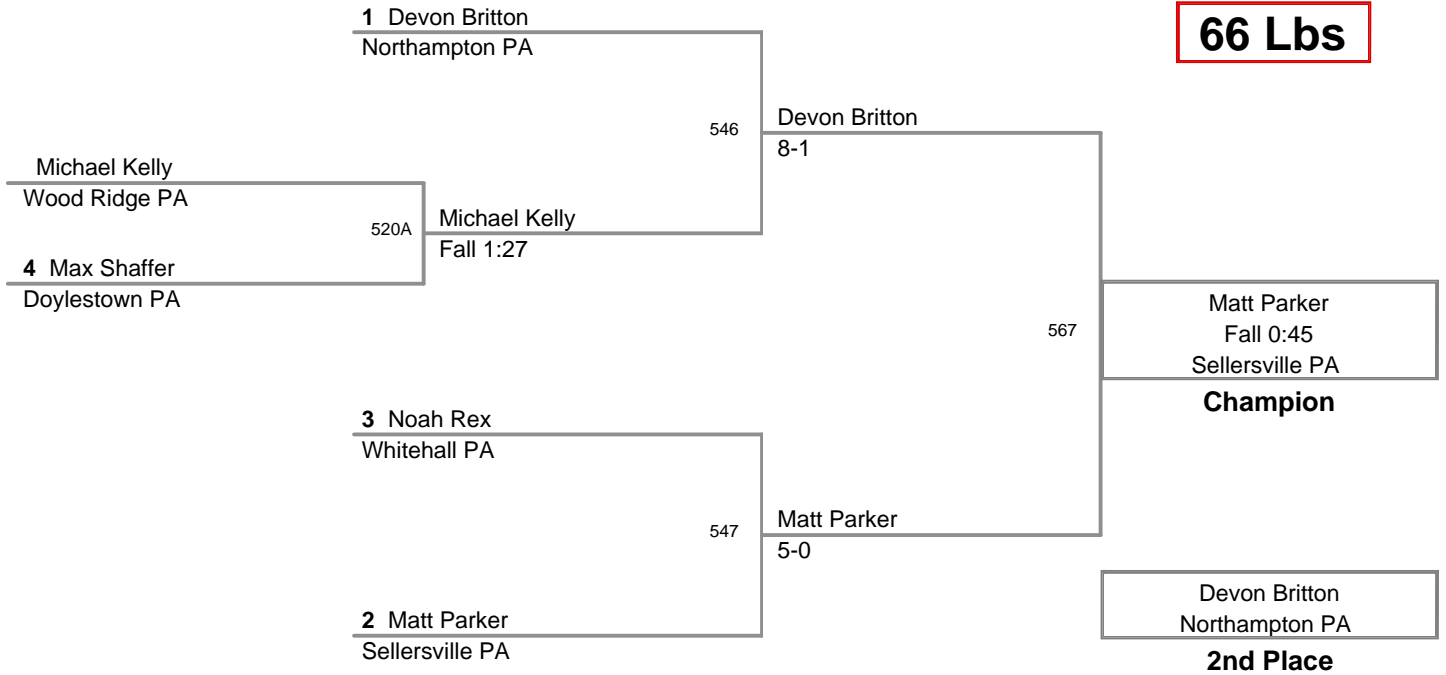 66 Lbs
1 Devon Britton
Northampton PA
546
Devon Britton
8-1
Michael Kelly
Wood Ridge PA
520A
Michael Kelly
Fall 1:27
4 Max Shaffer
Doylestown PA
567
Matt Parker
Fall 0:45
Sellersville PA
Champion
3 Noah Rex
Whitehall PA
547
Matt Parker
5-0
2 Matt Parker
Sellersville PA
Devon Britton
Northampton PA
2nd Place